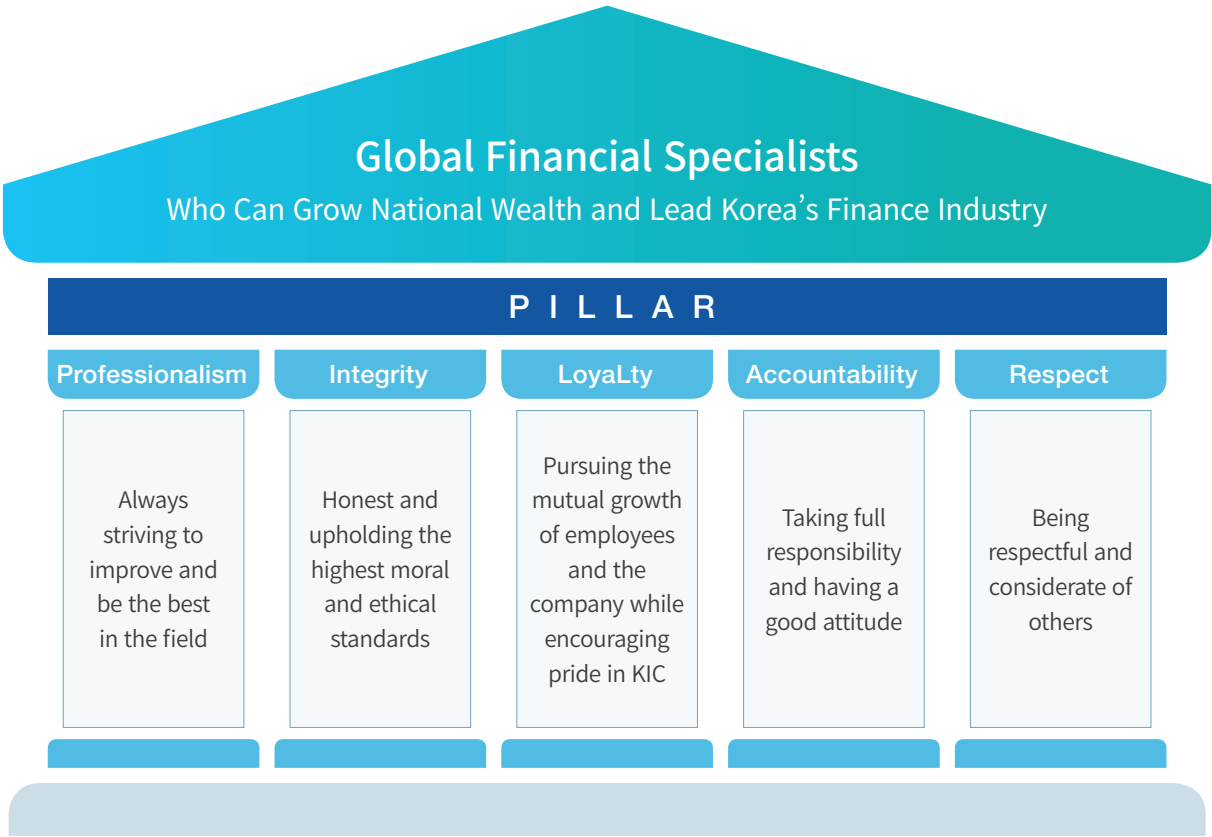 Global Financial Specialists
Who Can Grow National Wealth and Lead Korea's Finance Industry
PILLAR
Professionalism
Always
striving to
improve and
be the best
in the field
Integrity
Honest and
upholding the
highest moral
and ethical
standards
LoyaLty
Pursuing the
mutual growth
of employees
and the
company while
encouraging
pride in KIC
Accountability
Taking full
responsibility
and having a
good attitude
Respect
Being
respectful and
considerate of
others